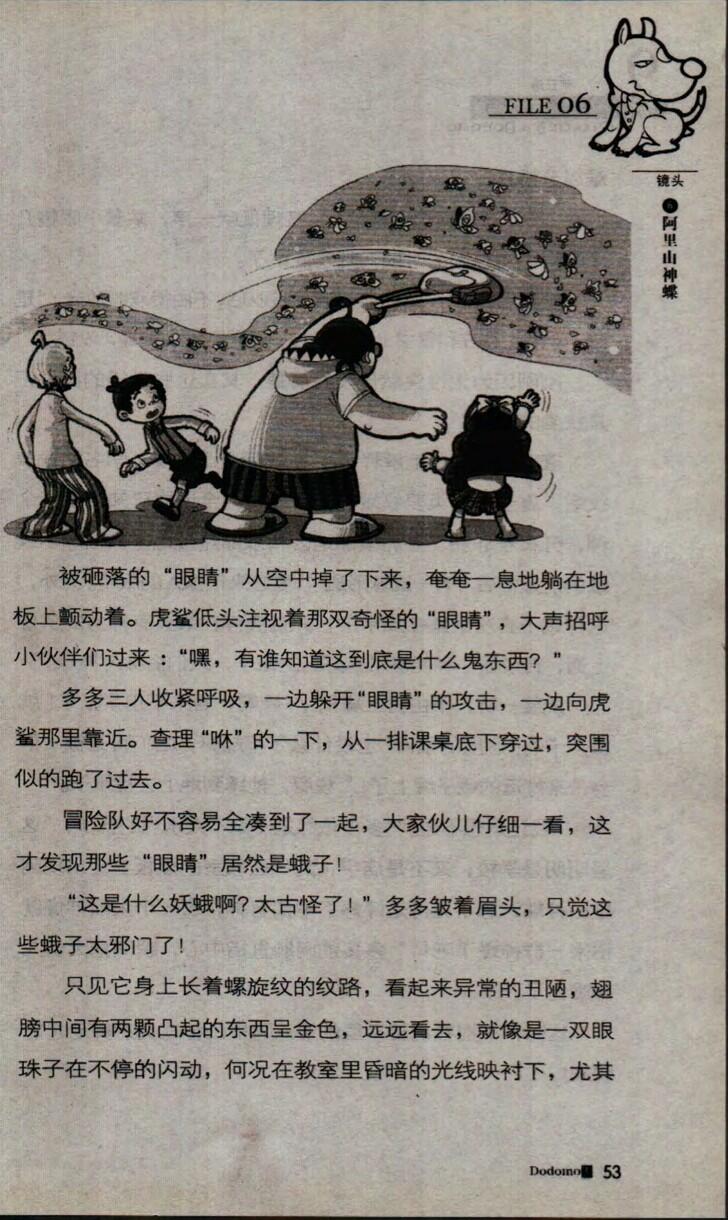 FILE 06
镜头
阿里山神蝶
被砸落的“眼睛”从空中掉了下来，奄奄一息地躺在地
板上颤动着。虎鲨低头注视着那双奇怪的“眼睛”，大声招呼
小伙伴们过来：“嘿，有谁知道这到底是什么鬼东西？”
多多三人收紧呼吸，一边躲开“眼睛”的攻击，一边向虎
鲨那里靠近。查理“咻”的一下，从一排课桌底下穿过，突围
似的跑了过去。
冒险队好不容易全凑到了一起，大家伙儿仔细一看，这
才发现那些“眼睛”居然是蛾子！
“这是什么妖蛾啊？太古怪了！”多多皱着眉头，只觉这
些蛾子太邪门了！
只见它身上长着螺旋纹的纹路，看起来异常的丑陋，翅
膀中间有两颗凸起的东西呈金色，远远看去，就像是一双眼
珠子在不停的闪动，何况在教室里昏暗的光线映衬下，尤其
Dodomo 53